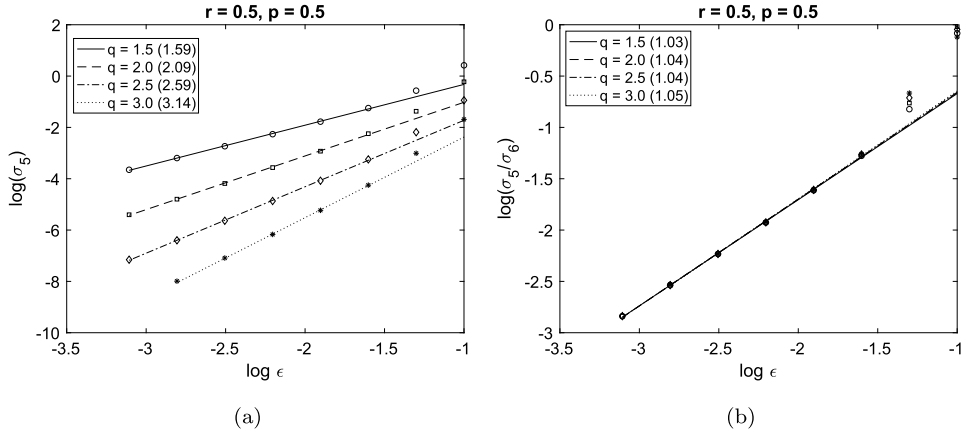 r = 0.5, p = 0.5
q = 1.5 (1.59)
q = 2.0 (2.09)
q = 2.5 (2.59)
q = 3.0 (3.14)
log(σ5)
2
0
-2
-4
-6
-8
-10
-3.5 -3 -2.5 -2 -1.5 -1
log ϵ
(a)
r = 0.5, p = 0.5
q = 1.5 (1.03)
q = 2.0 (1.04)
q = 2.5 (1.04)
q = 3.0 (1.05)
log(σ5/σ6)
0
-0.5
-1
-1.5
-2
-2.5
-3
-3.5 -3 -2.5 -2 -1.5 -1
log ϵ
(b)